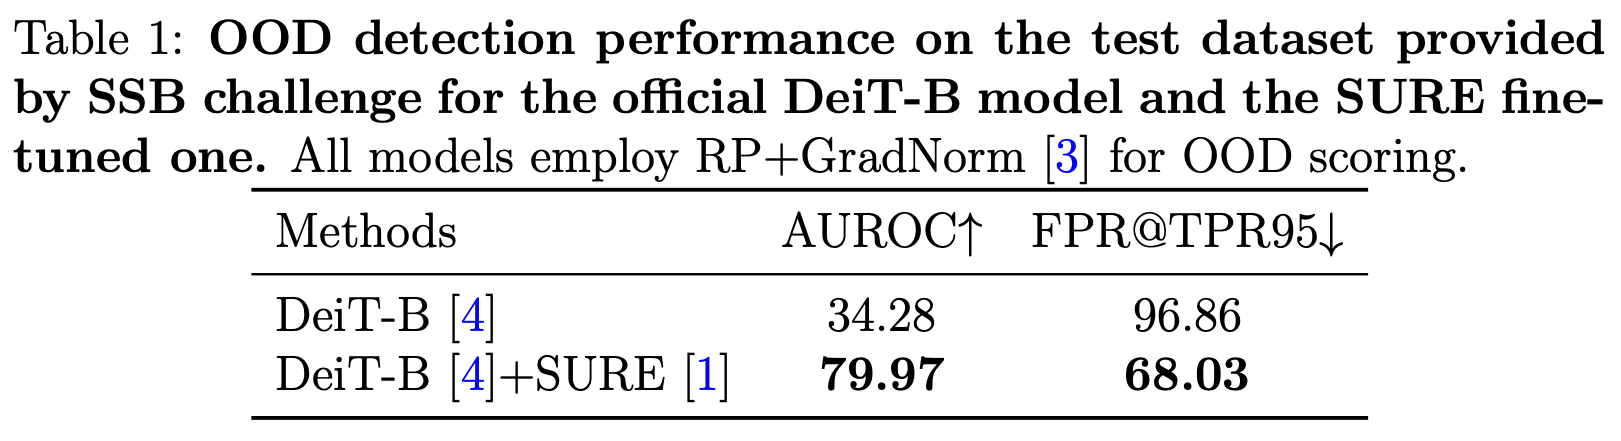 Table 1: OOD detection performance on the test dataset provided
by SSB challenge for the official DeiT-B model and the SURE fine-
tuned one. All models employ RP+GradNorm [3] for OOD scoring.
Methods AUROC↑ FPR@TPR95↓
DeiT-B [4] 34.28 96.86
DeiT-B [4]+SURE [1] 79.97 68.03